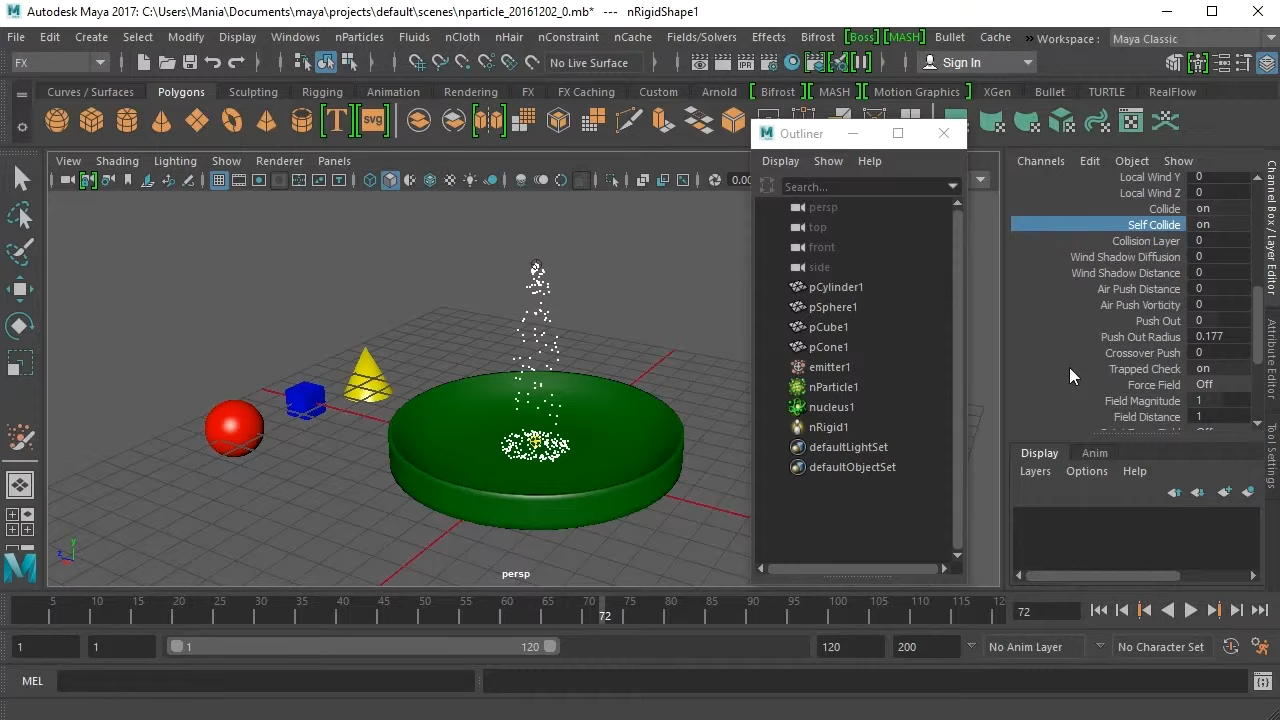 Autodesk Maya 2017: C:\Users\Mania\Documents\maya\projects\default\scenes\nparticle_20161202_0.mb*   ---   nRigidShape1
File Edit Create Select Modify Display Windows nParticles Fluids nCloth nHair nConstraint nCache Fields/Solvers Effects Bifrost [Boss] [MASH] Bullet Cache » Workspace : Maya Classic
FX No Live Surface Sign In
Curves / Surfaces Polygons Sculpting Rigging Animation Rendering FX FX Caching Custom Arnold [ Bifrost ] [ MASH ] [ Motion Graphics ] XGen Bullet TURTLE RealFlow
T svg
Outliner
View Shading Lighting Show Renderer Panels
IPR
0.00
Display Show Help
Search...
persp
top
front
side
pCylinder1
pSphere1
pCube1
pCone1
emitter1
nParticle1
nucleus1
nRigid1
defaultLightSet
defaultObjectSet
Channels Edit Object Show
Local Wind Y 0
Local Wind Z 0
Collide on
Self Collide on
Collision Layer 0
Wind Shadow Diffusion 0
Wind Shadow Distance 0
Air Push Distance 0
Air Push Vorticity 0
Push Out 0
Push Out Radius 0.177
Crossover Push 0
Trapped Check on
Force Field Off
Field Magnitude 1
Field Distance 1
Channel Box / Layer Editor
Attribute Editor
Tool Settings
Display Anim
Layers Options Help
y
z
persp
5 10 15 20 25 30 35 40 45 50 55 60 65 70 75 80 85 90 95 100 105 110 115 12
72
72
1 1 1 120 120 200 No Anim Layer No Character Set
MEL